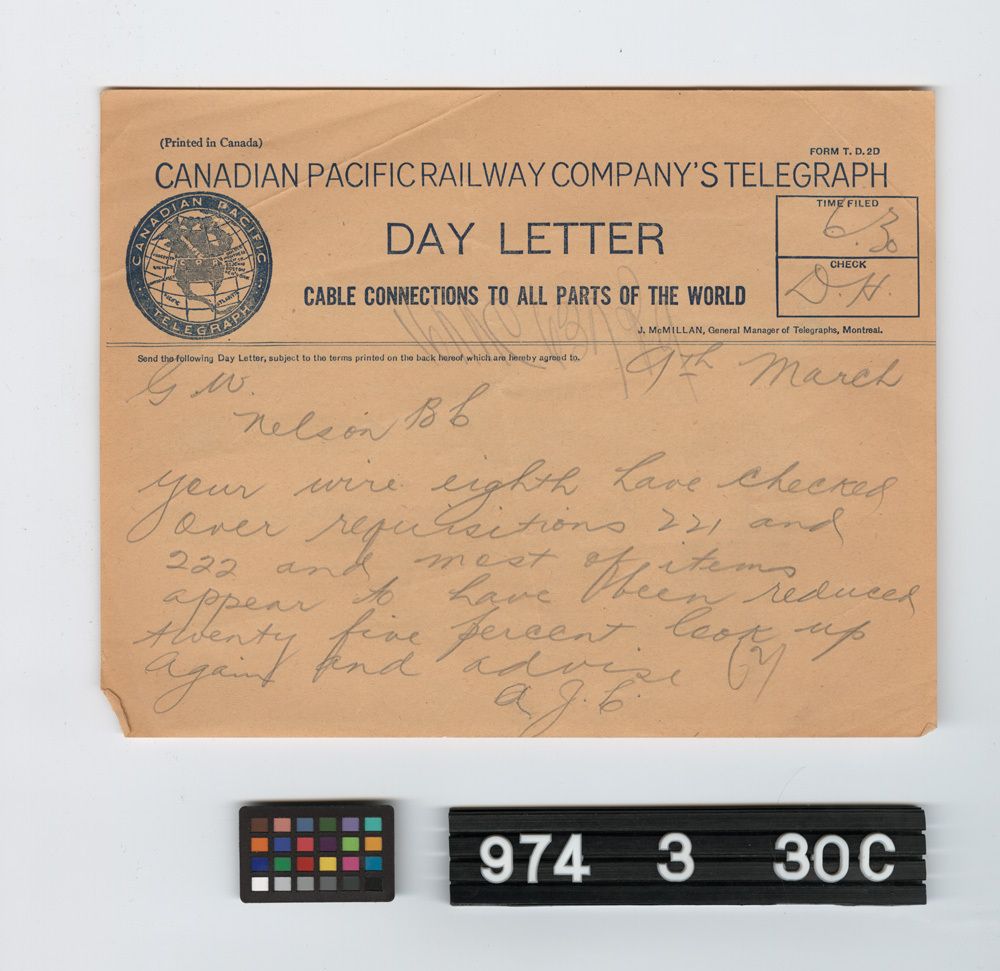 (Printed in Canada)
FORM T. D. 2D
CANADIAN PACIFIC RAILWAY COMPANY'S TELEGRAPH
CANADIAN PACIFIC
TELEGRAPH
DAY LETTER
CABLE CONNECTIONS TO ALL PARTS OF THE WORLD
TIME FILED
6.30
CHECK
D.H.
J. McMILLAN, General Manager of Telegraphs, Montreal.
Send the following Day Letter, subject to the terms printed on the back hereof which are hereby agreed to.
9th March
G W.
Nelson B C
your wire eighth have checked
over requisitions 221 and
222 and most of items
appear to have been reduced
twenty five percent look up
again and advise (7)
A. J. C.
974 3 30C